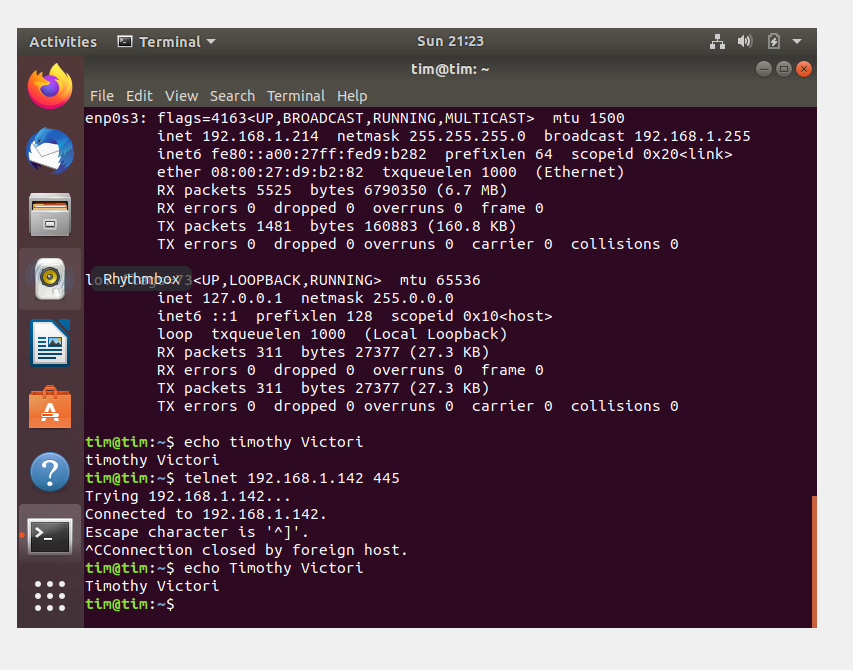 Activities Terminal Sun 21:23
tim@tim: ~
File Edit View Search Terminal Help
enp0s3: flags=4163<UP,BROADCAST,RUNNING,MULTICAST>  mtu 1500
        inet 192.168.1.214  netmask 255.255.255.0  broadcast 192.168.1.255
        inet6 fe80::a00:27ff:fed9:b282  prefixlen 64  scopeid 0x20<link>
        ether 08:00:27:d9:b2:82  txqueuelen 1000  (Ethernet)
        RX packets 5525  bytes 6790350 (6.7 MB)
        RX errors 0  dropped 0  overruns 0  frame 0
        TX packets 1481  bytes 160883 (160.8 KB)
        TX errors 0  dropped 0 overruns 0  carrier 0  collisions 0
Rhythmbox
<UP,LOOPBACK,RUNNING>  mtu 65536
        inet 127.0.0.1  netmask 255.0.0.0
        inet6 ::1  prefixlen 128  scopeid 0x10<host>
        loop  txqueuelen 1000  (Local Loopback)
        RX packets 311  bytes 27377 (27.3 KB)
        RX errors 0  dropped 0  overruns 0  frame 0
        TX packets 311  bytes 27377 (27.3 KB)
        TX errors 0  dropped 0 overruns 0  carrier 0  collisions 0
tim@tim:~$ echo timothy Victori
timothy Victori
tim@tim:~$ telnet 192.168.1.142 445
Trying 192.168.1.142...
Connected to 192.168.1.142.
Escape character is '^]'.
^CConnection closed by foreign host.
tim@tim:~$ echo Timothy Victori
Timothy Victori
tim@tim:~$